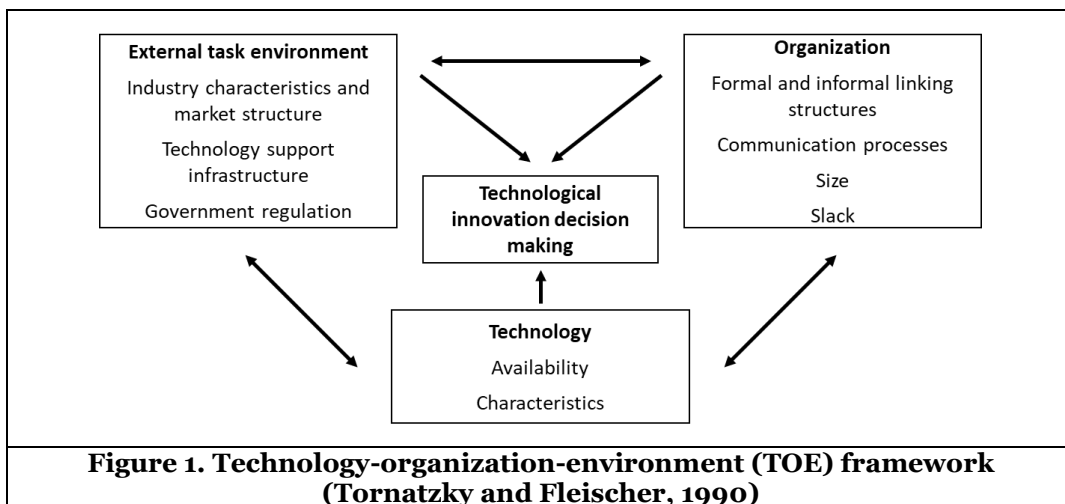 External task environment
Industry characteristics and
market structure
Technology support
infrastructure
Government regulation
Organization
Formal and informal linking
structures
Communication processes
Size
Slack
Technological
innovation decision
making
Technology
Availability
Characteristics
Figure 1. Technology-organization-environment (TOE) framework
(Tornatzky and Fleischer, 1990)